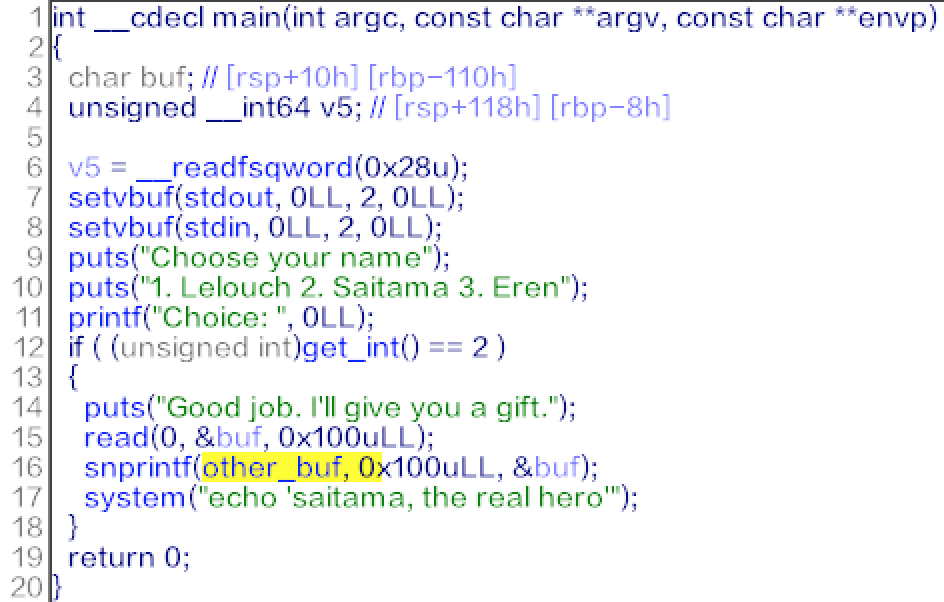 1 int __cdecl main(int argc, const char **argv, const char **envp)
2 {
3 char buf; // [rsp+10h] [rbp-110h]
4 unsigned __int64 v5; // [rsp+118h] [rbp-8h]
5
6 v5 = __readfsqword(0x28u);
7 setvbuf(stdout, 0LL, 2, 0LL);
8 setvbuf(stdin, 0LL, 2, 0LL);
9 puts("Choose your name");
10 puts("1. Lelouch 2. Saitama 3. Eren");
11 printf("Choice: ", 0LL);
12 if ( (unsigned int)get_int() == 2 )
13 {
14 puts("Good job. I'll give you a gift.");
15 read(0, &buf, 0x100uLL);
16 snprintf(other_buf, 0x100uLL, &buf);
17 system("echo 'saitama, the real hero'");
18 }
19 return 0;
20 }